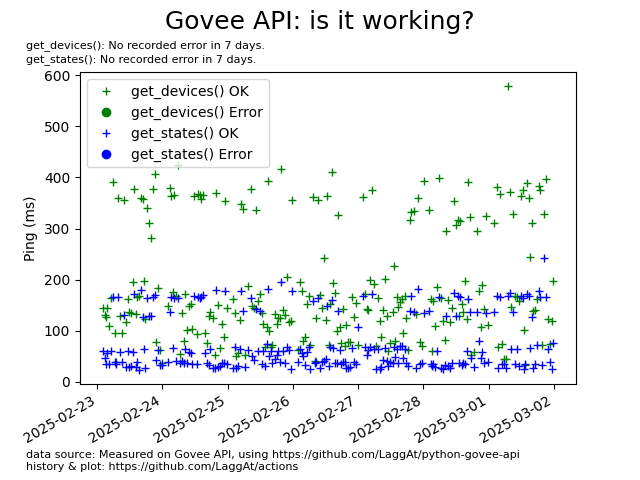 Govee API: is it working?
get_devices(): No recorded error in 7 days.
get_states(): No recorded error in 7 days.
get_devices() OK
get_devices() Error
get_states() OK
get_states() Error
Ping (ms)
600
500
400
300
200
100
0
2025-02-23
2025-02-24
2025-02-25
2025-02-26
2025-02-27
2025-02-28
2025-03-01
2025-03-02
data source: Measured on Govee API, using https://github.com/LaggAt/python-govee-api
history & plot: https://github.com/LaggAt/actions